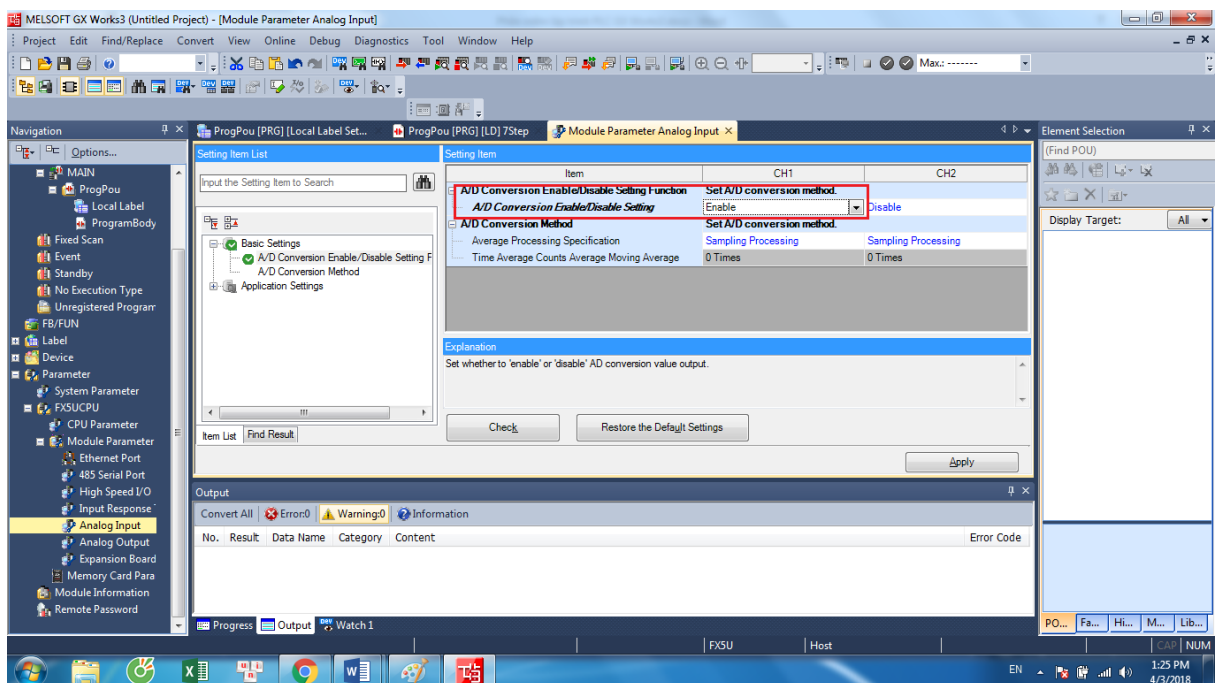 MELSOFT GX Works3 (Untitled Project) - [Module Parameter Analog Input]
Project Edit Find/Replace Convert View Online Debug Diagnostics Tool Window Help
Max.: -------
Navigation
Options...
MAIN
ProgPou
Local Label
ProgramBody
Fixed Scan
Event
Standby
No Execution Type
Unregistered Program
FB/FUN
Label
Device
Parameter
System Parameter
FX5UCPU
CPU Parameter
Module Parameter
Ethernet Port
485 Serial Port
High Speed I/O
Input Response
Analog Input
Analog Output
Expansion Board
Memory Card Para
Module Information
Remote Password
ProgPou [PRG] [Local Label Set...
ProgPou [PRG] [LD] 7Step
Module Parameter Analog Input
Setting Item List
Input the Setting Item to Search
Basic Settings
A/D Conversion Enable/Disable Setting F
A/D Conversion Method
Application Settings
Item List Find Result
Setting Item
Item CH1 CH2
A/D Conversion Enable/Disable Setting Function Set A/D conversion method.
A/D Conversion Enable/Disable Setting Enable Disable
A/D Conversion Method Set A/D conversion method.
Average Processing Specification Sampling Processing Sampling Processing
Time Average Counts Average Moving Average 0 Times 0 Times
Explanation
Set whether to 'enable' or 'disable' AD conversion value output.
Check Restore the Default Settings
Apply
Output
Convert All Error:0 Warning:0 Information
No. Result Data Name Category Content Error Code
Progress Output Watch 1
Element Selection
(Find POU)
Display Target: All
PO... Fa... Hi... M... Lib...
FX5U Host CAP NUM
EN 1:25 PM
4/3/2018